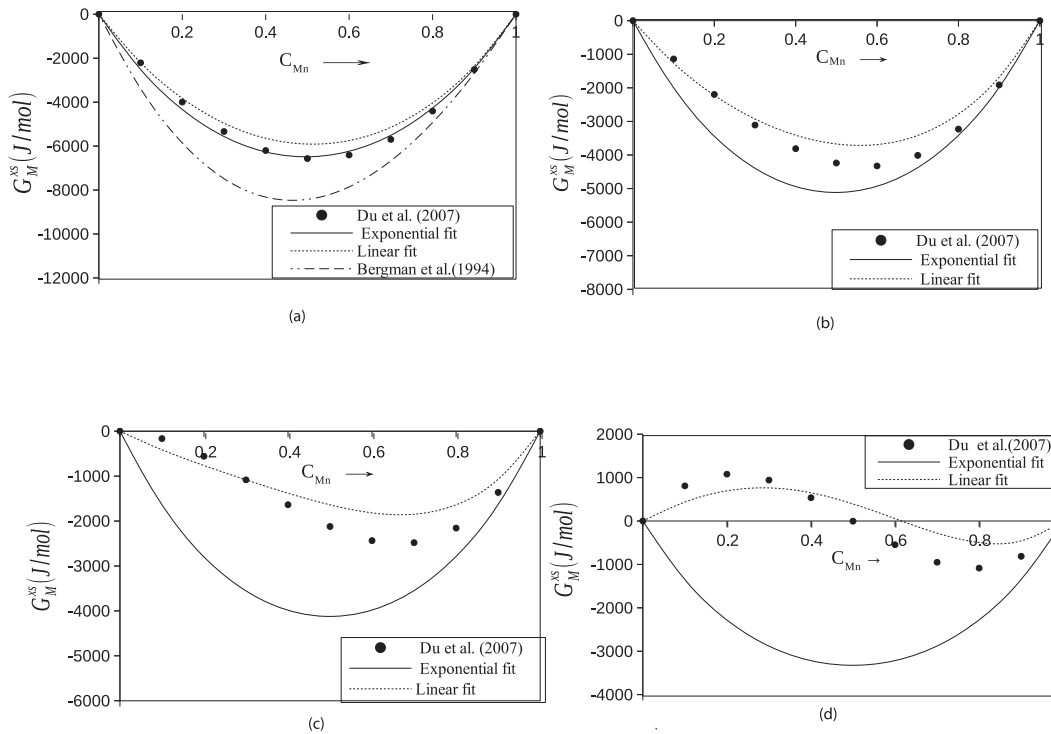 0
-2000
-4000
-6000
-8000
-10000
-12000
0.2
0.4
0.6
0.8
1
C_Mn
G_M^xs (J/mol)
Du et al. (2007)
Exponential fit
Linear fit
Bergman et al.(1994)
(a)
0
-1000
-2000
-3000
-4000
-5000
-6000
-7000
-8000
0.2
0.4
0.6
0.8
1
C_Mn
G_M^xs (J/mol)
Du et al. (2007)
Exponential fit
Linear fit
(b)
0
-1000
-2000
-3000
-4000
-5000
-6000
0.2
0.4
0.6
0.8
1
C_Mn
G_M^xs (J/mol)
Du et al. (2007)
Exponential fit
Linear fit
(c)
2000
1000
0
-1000
-2000
-3000
-4000
0.2
0.4
0.6
0.8
C_Mn
G_M^xs (J/mol)
Du et al.(2007)
Exponential fit
Linear fit
(d)